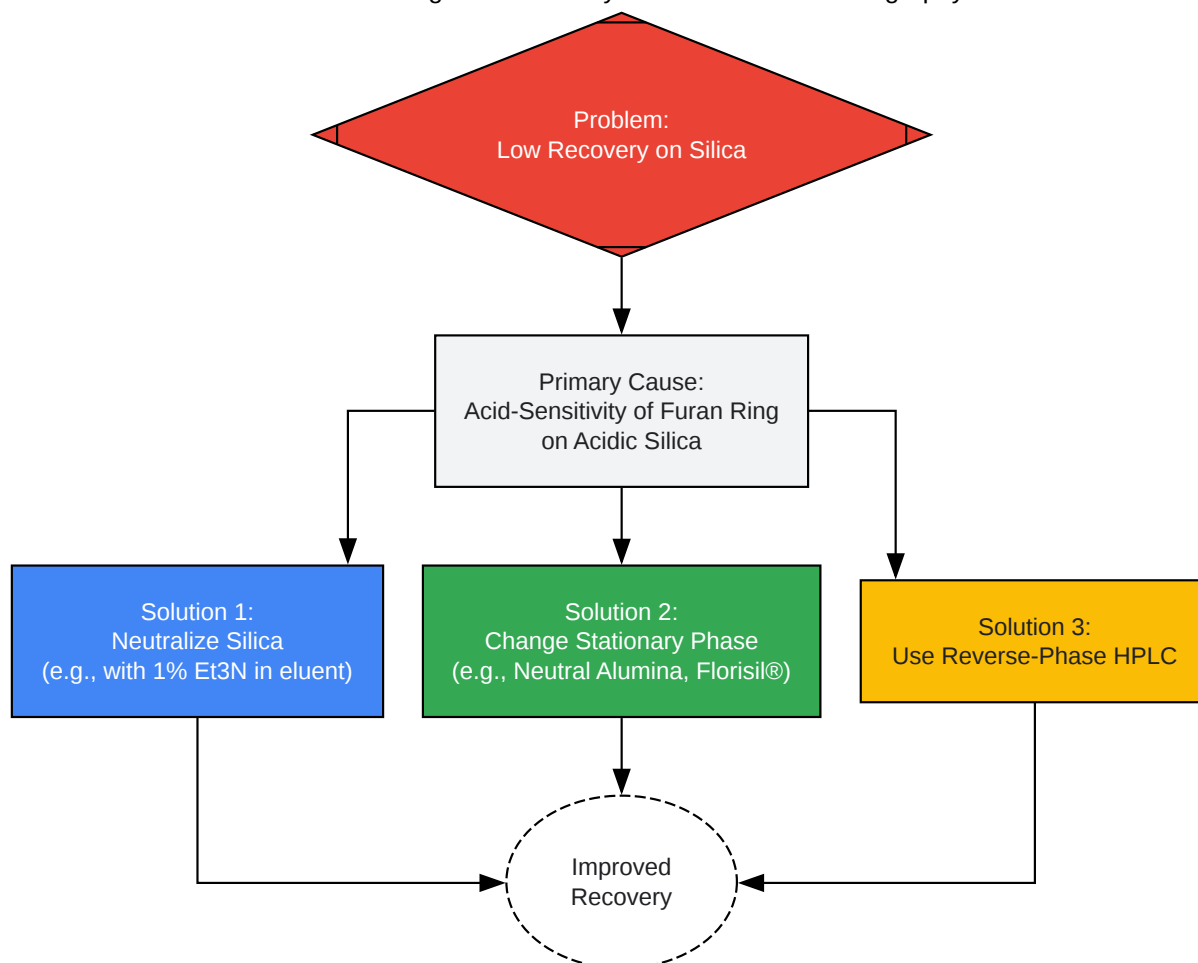 Problem:
Low Recovery on Silica
Primary Cause:
Acid-Sensitivity of Furan Ring
on Acidic Silica
Solution 1:
Neutralize Silica
(e.g., with 1% Et3N in eluent)
Solution 2:
Change Stationary Phase
(e.g., Neutral Alumina, Florisil®)
Solution 3:
Use Reverse-Phase HPLC
Improved
Recovery